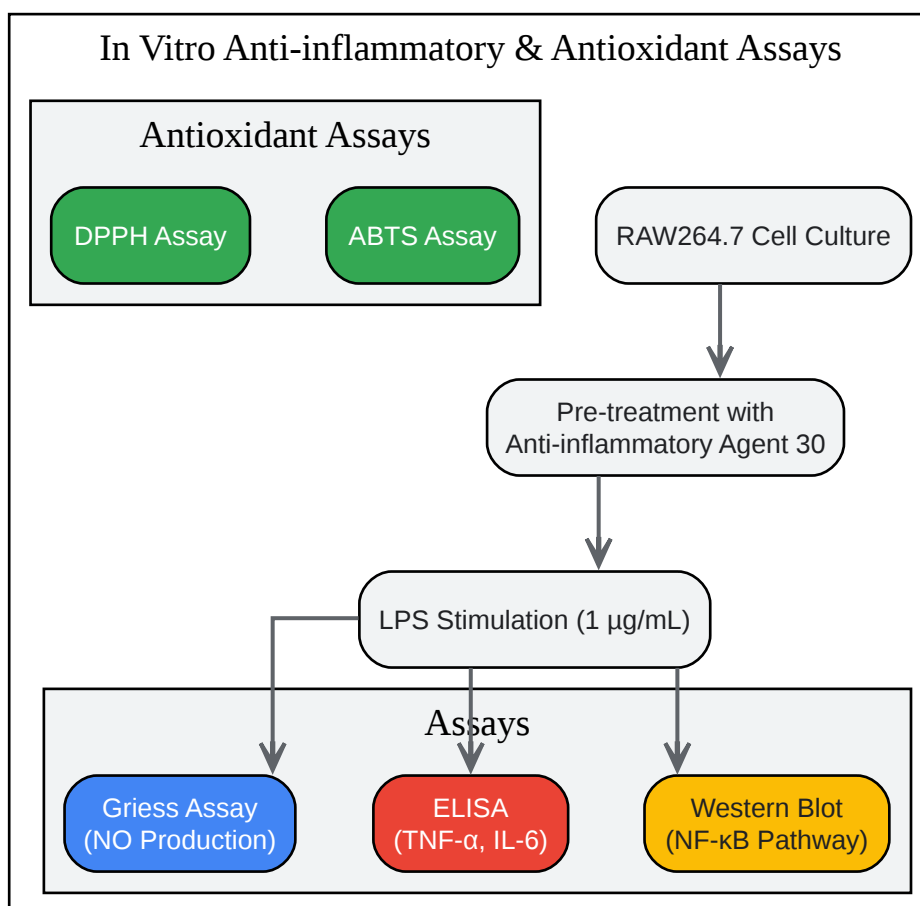 In Vitro Anti-inflammatory & Antioxidant Assays
Antioxidant Assays
DPPH Assay
ABTS Assay
RAW264.7 Cell Culture
Pre-treatment with
Anti-inflammatory Agent 30
LPS Stimulation (1 µg/mL)
Assays
Griess Assay
(NO Production)
ELISA
(TNF-α, IL-6)
Western Blot
(NF-κB Pathway)